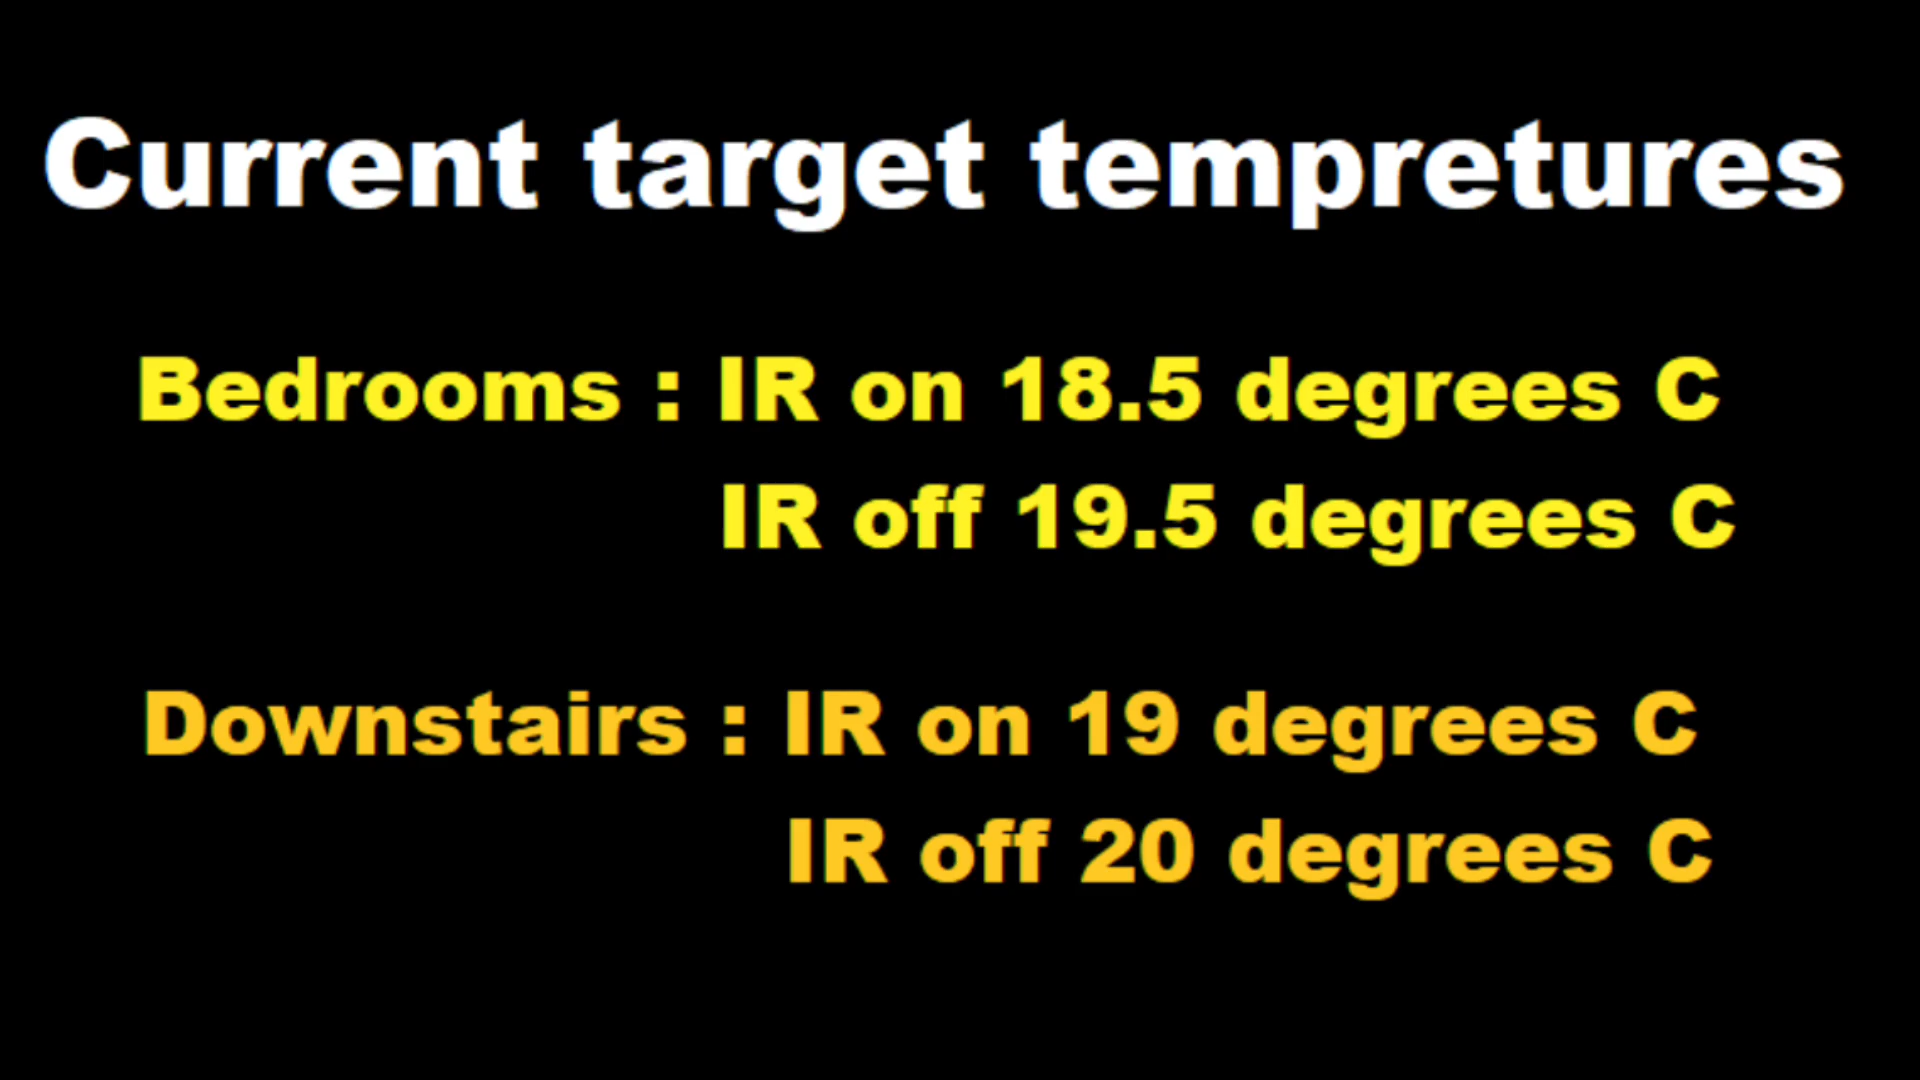 Current target tempretures
Bedrooms : IR on 18.5 degrees C
IR off 19.5 degrees C
Downstairs : IR on 19 degrees C
IR off 20 degrees C